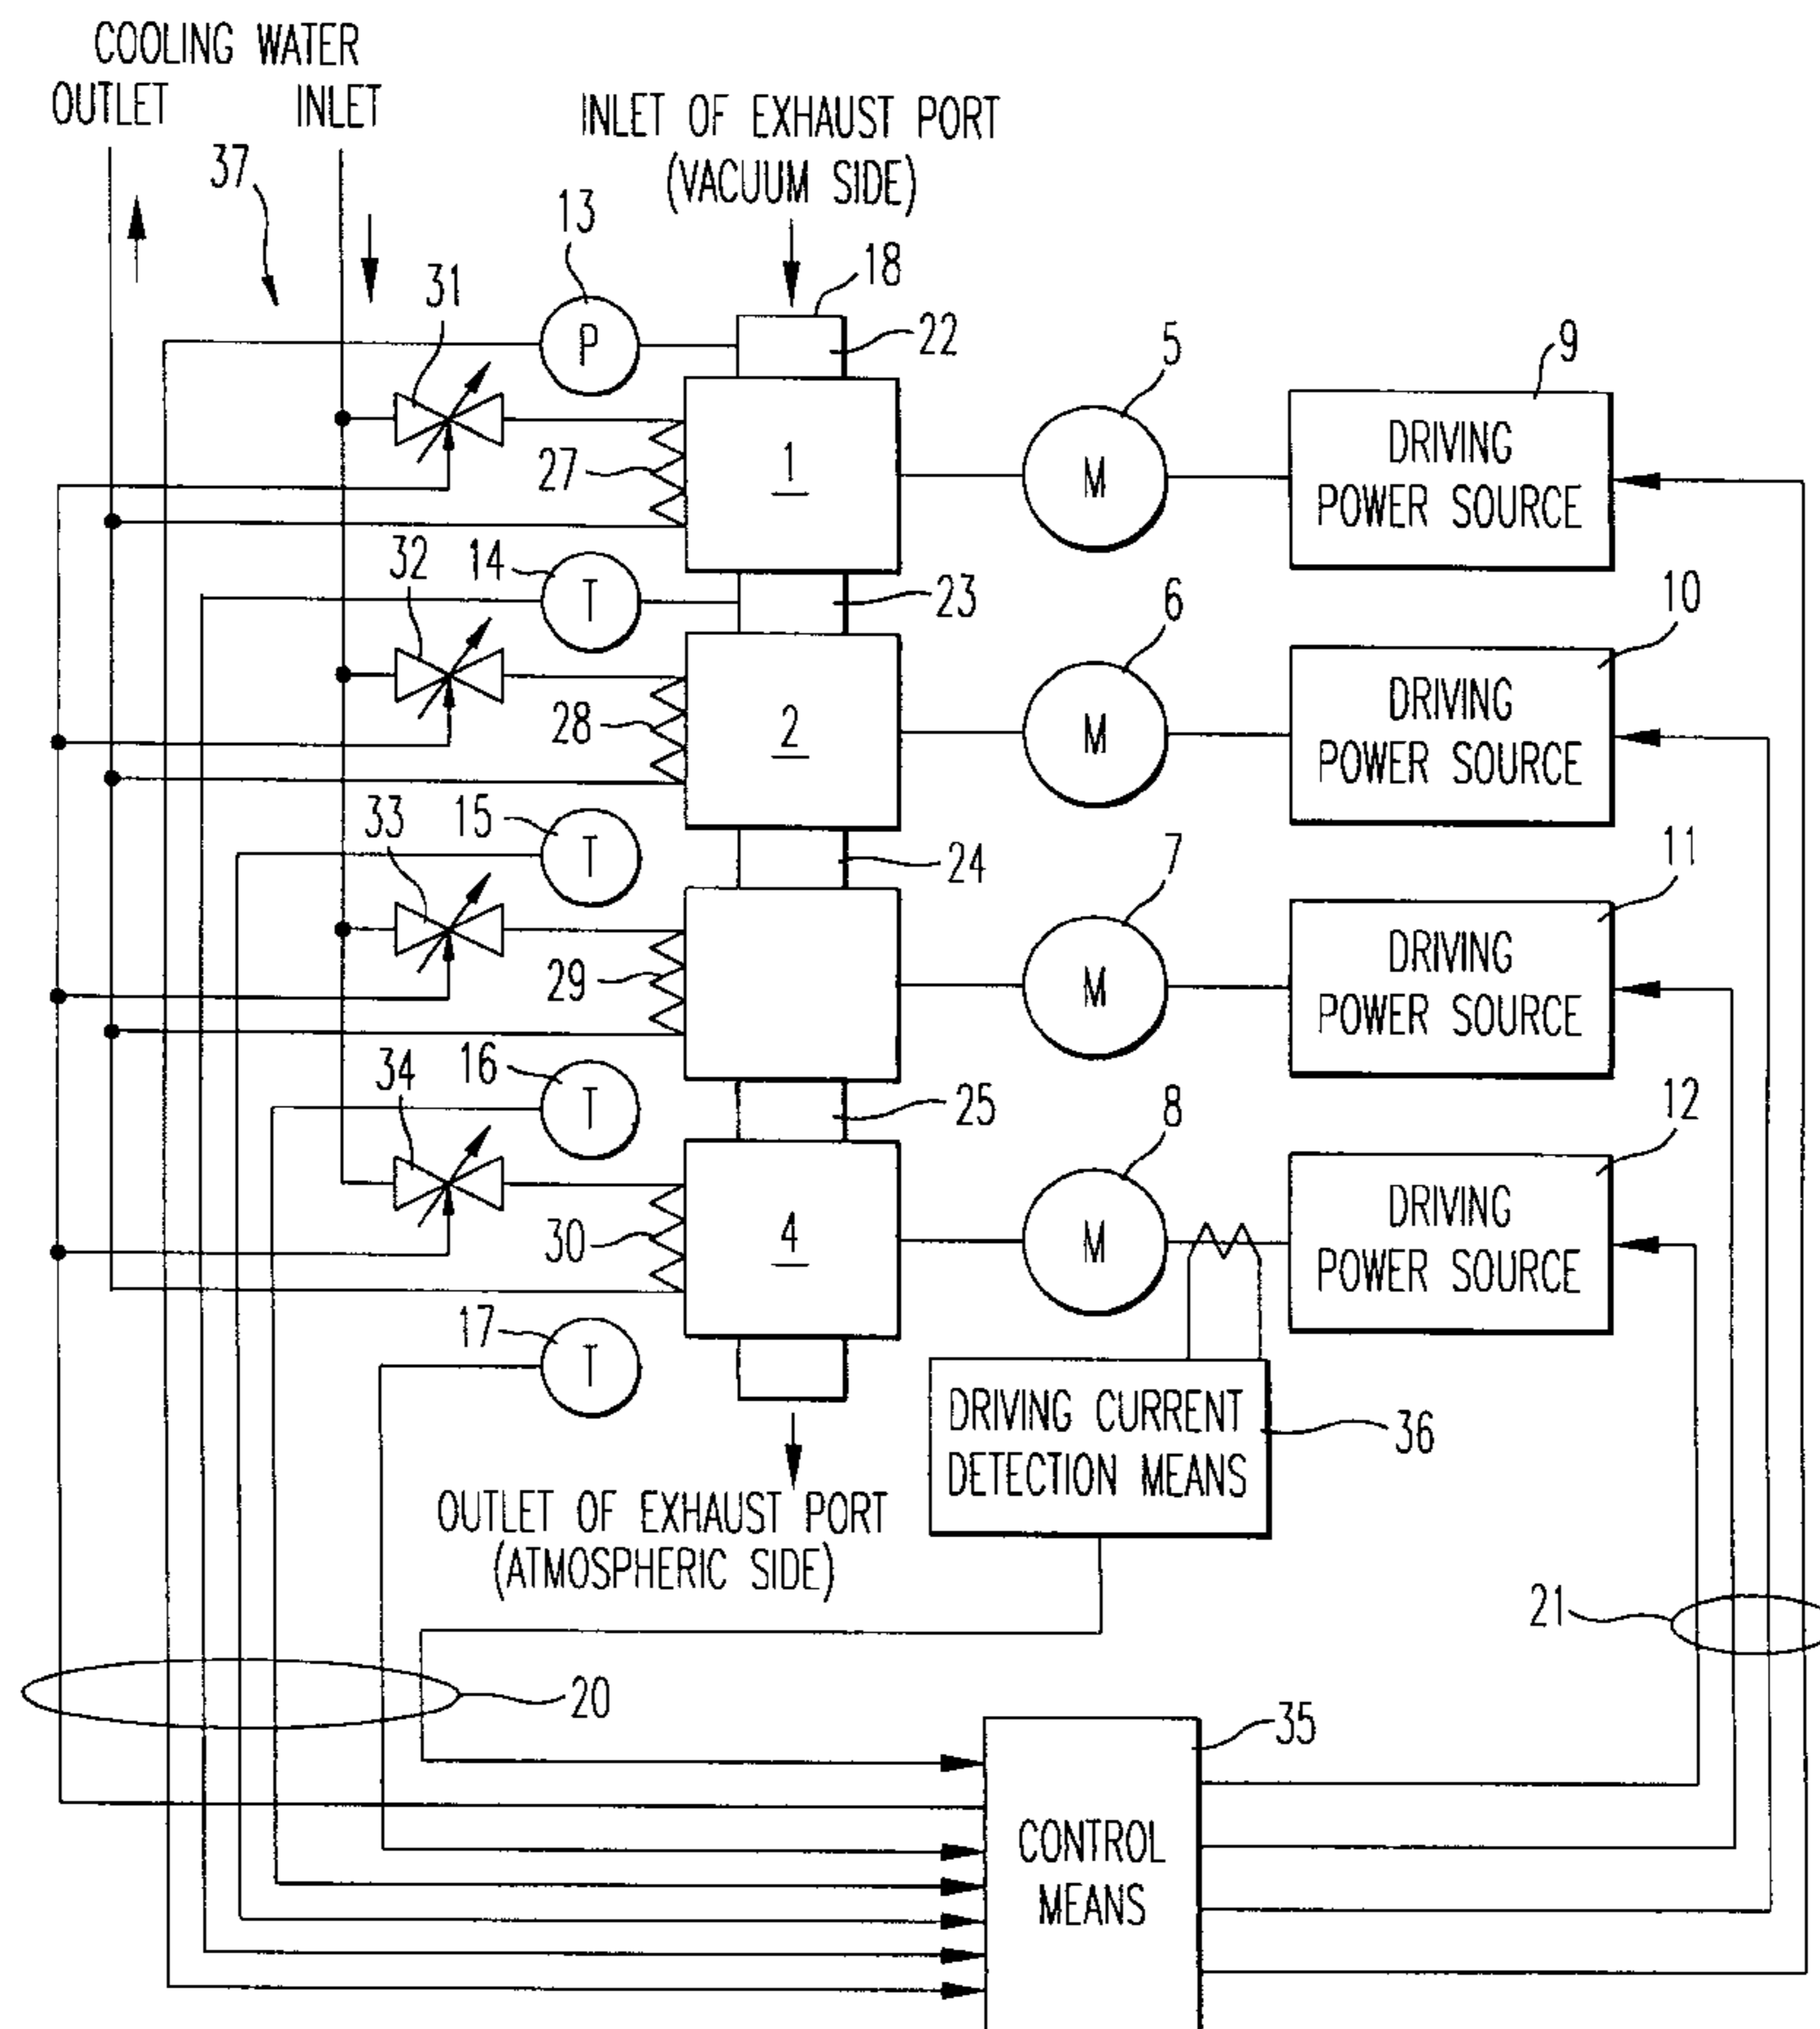 COOLING WATER
OUTLET
INLET
INLET OF EXHAUST PORT
(VACUUM SIDE)
37
13
18
31
P
22
5
9
27
1
M
DRIVING
POWER SOURCE
32
14
T
23
6
10
28
2
M
DRIVING
POWER SOURCE
33
15
T
24
7
11
29
M
DRIVING
POWER SOURCE
34
16
T
25
8
12
30
4
M
DRIVING
POWER SOURCE
17
T
DRIVING CURRENT
DETECTION MEANS
36
OUTLET OF EXHAUST PORT
(ATMOSPHERIC SIDE)
21
20
35
CONTROL
MEANS